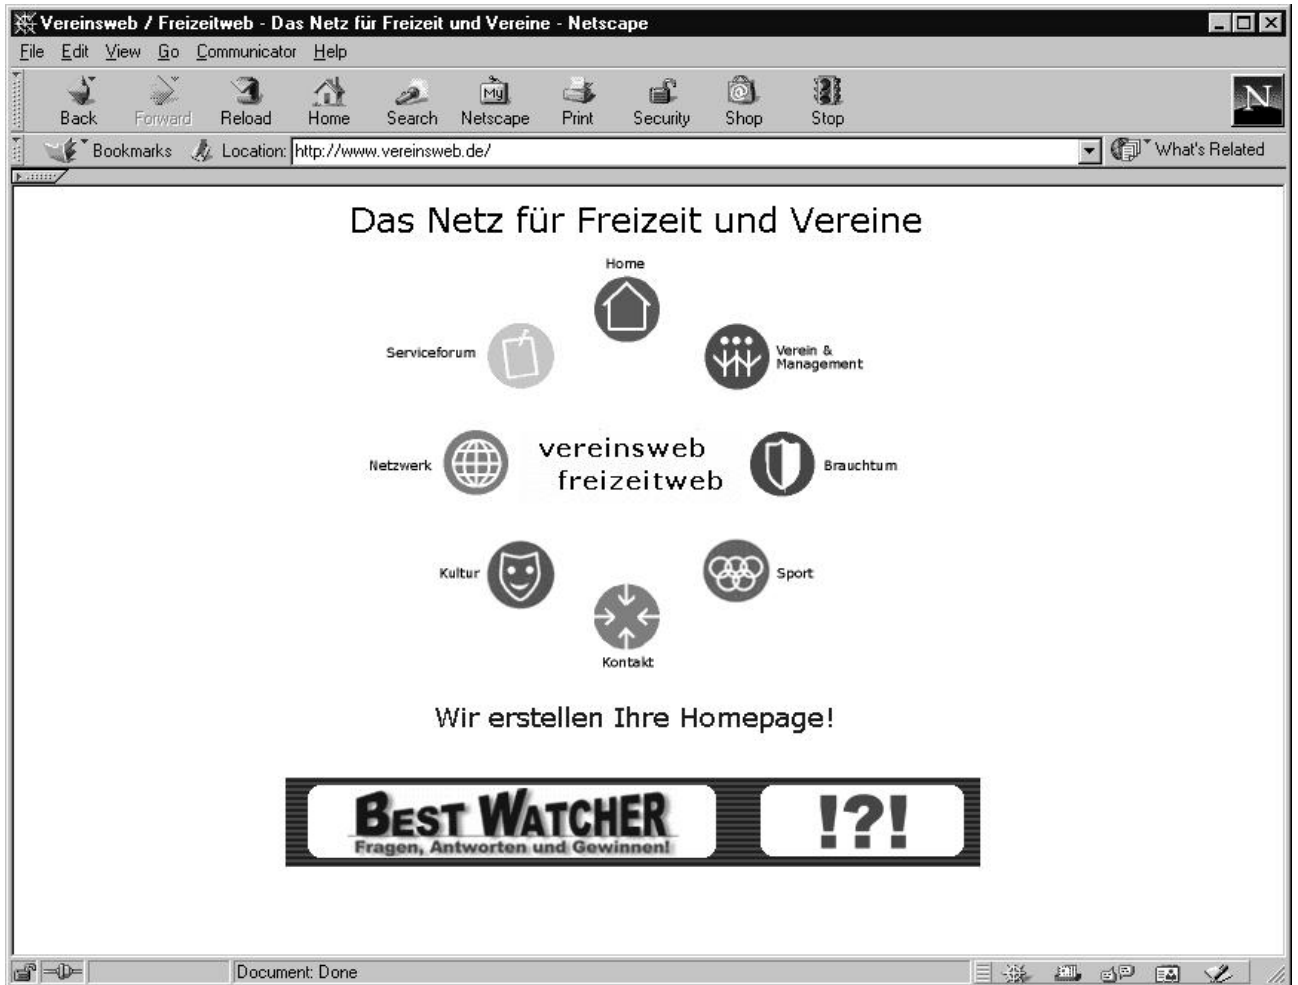 Vereinsweb / Freizeitweb - Das Netz für Freizeit und Vereine - Netscape
File Edit View Go Communicator Help
Back Forward Reload Home Search Netscape Print Security Shop Stop
My
N
Bookmarks Location: http://www.vereinsweb.de/ What's Related
Das Netz für Freizeit und Vereine
Home
Serviceforum
Verein &
Management
Netzwerk
vereinsweb
freizeitweb
Brauchtum
Kultur
Sport
Kontakt
Wir erstellen Ihre Homepage!
BEST WATCHER
Fragen, Antworten und Gewinnen!
!?!
Document: Done